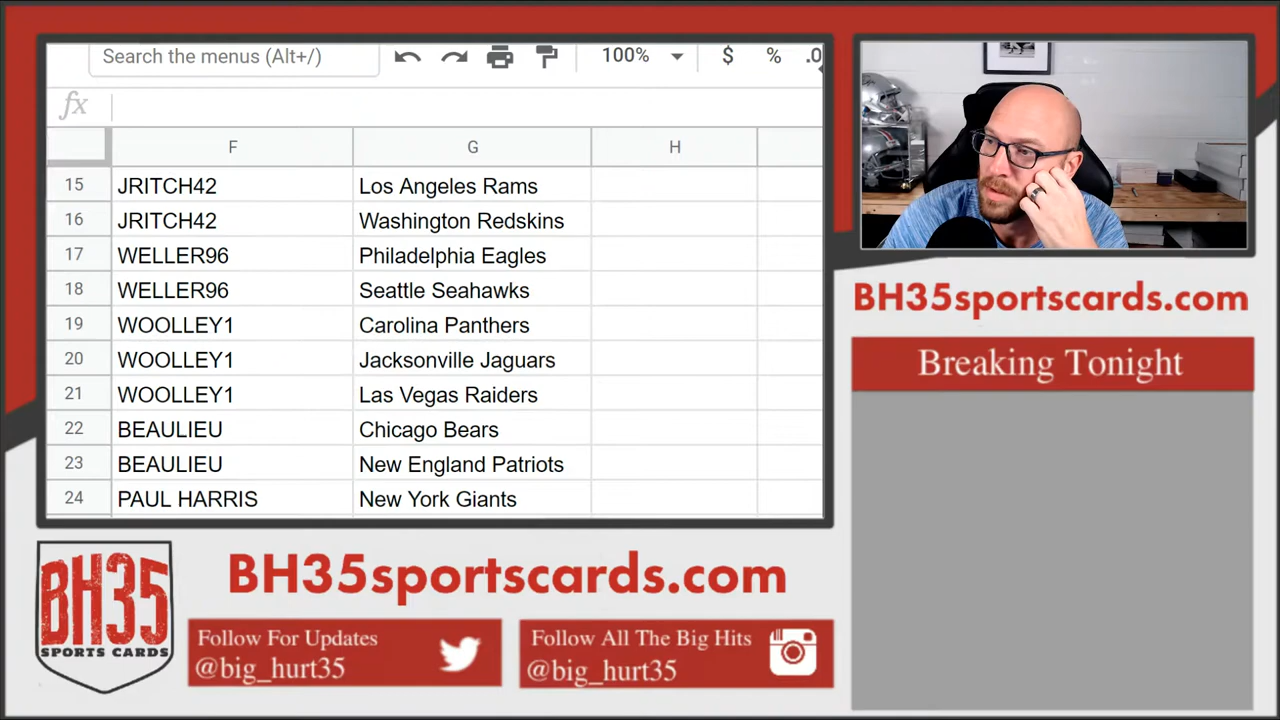 Search the menus (Alt+/)
100%
$
%
.0
fx
F
G
H
15 JRITCH42 Los Angeles Rams
16 JRITCH42 Washington Redskins
17 WELLER96 Philadelphia Eagles
18 WELLER96 Seattle Seahawks
19 WOOLLEY1 Carolina Panthers
20 WOOLLEY1 Jacksonville Jaguars
21 WOOLLEY1 Las Vegas Raiders
22 BEAULIEU Chicago Bears
23 BEAULIEU New England Patriots
24 PAUL HARRIS New York Giants
BH35sportscards.com
Breaking Tonight
BH35
SPORTS CARDS
BH35sportscards.com
Follow For Updates
@big_hurt35
Follow All The Big Hits
@big_hurt35